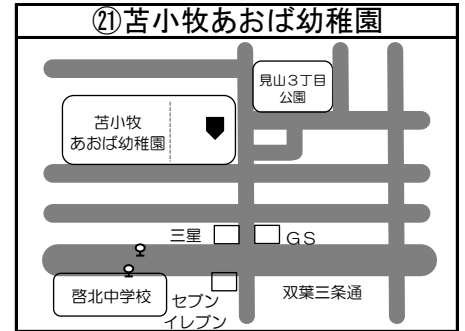 ㉑苫小牧あおば幼稚園
見山３丁目
公園
苫小牧
あおば幼稚園
三星
ＧＳ
啓北中学校
セブン
イレブン
双葉三条通